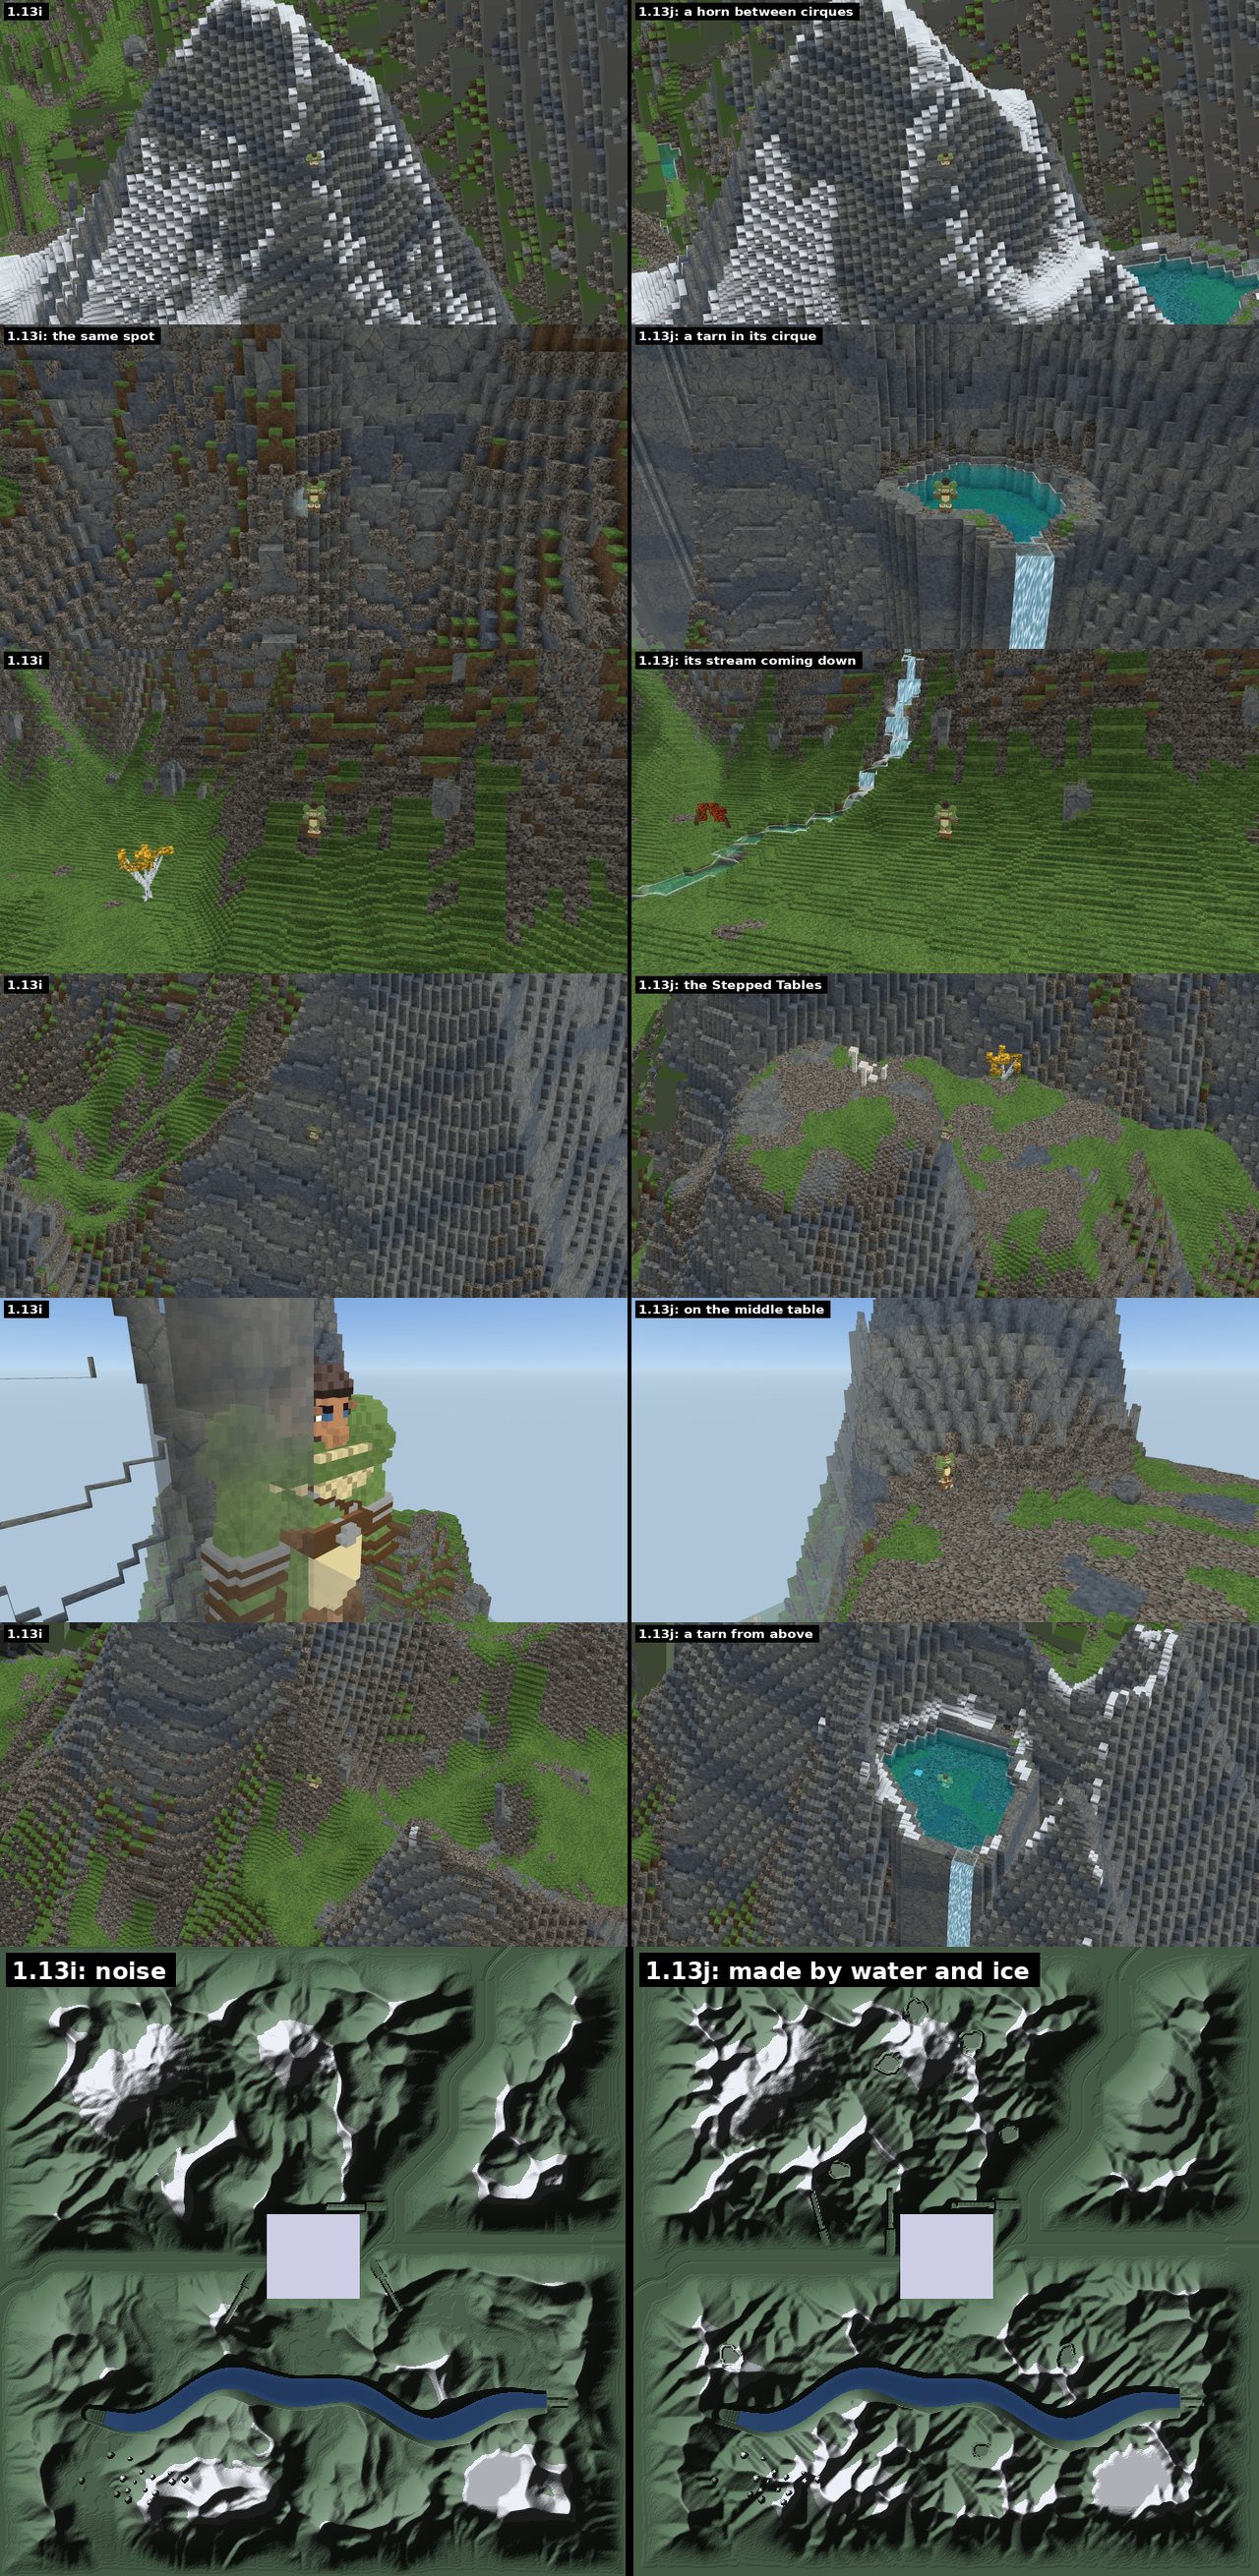 1.13i
1.13j: a horn between cirques
1.13i: the same spot
1.13j: a tarn in its cirque
1.13i
1.13j: its stream coming down
1.13i
1.13j: the Stepped Tables
1.13i
1.13j: on the middle table
1.13i
1.13j: a tarn from above
1.13i: noise
1.13j: made by water and ice